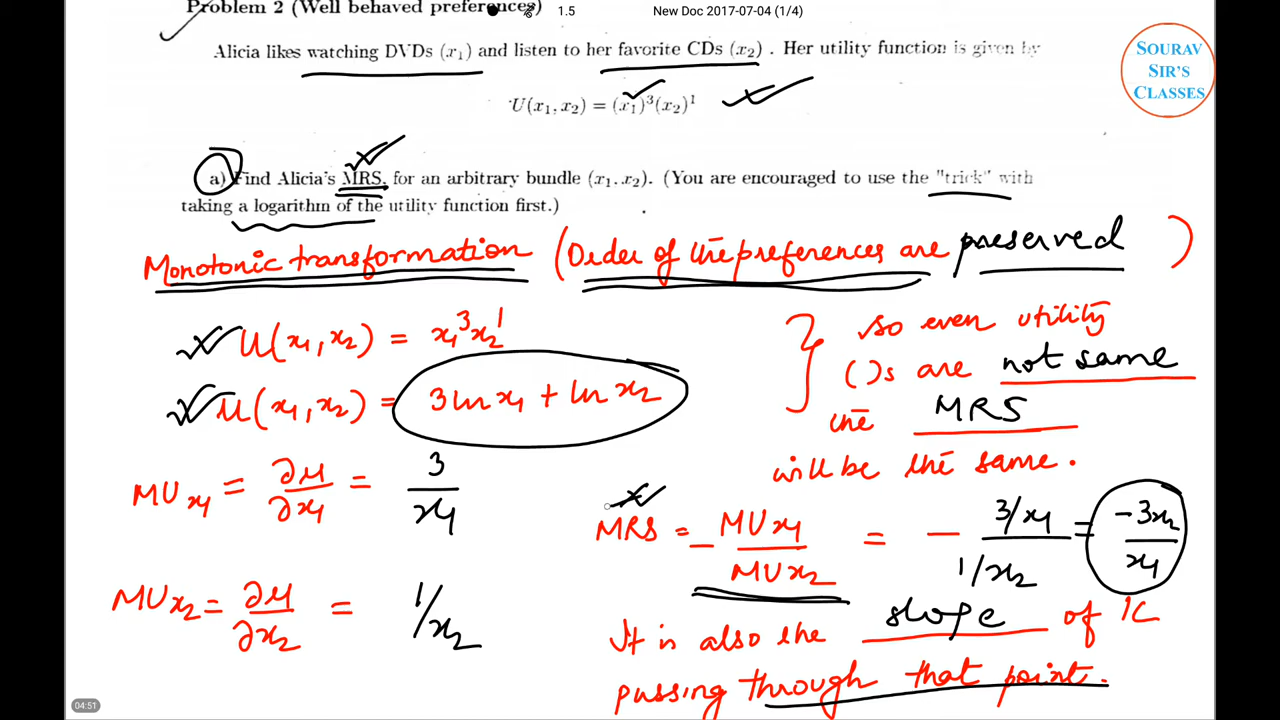 Problem 2 (Well behaved preferences)
1.5
New Doc 2017-07-04 (1/4)
Alicia likes watching DVDs (x₁) and listen to her favorite CDs (x₂) . Her utility function is given by
SOURAV
SIR'S
CLASSES
U(x₁, x₂) = (x₁)³(x₂)¹
a) Find Alicia's MRS, for an arbitrary bundle (x₁, x₂). (You are encouraged to use the "trick" with
taking a logarithm of the utility function first.)
Monotonic transformation (Order of the preferences are preserved )
U(x₁, x₂) = x₁³x₂¹
u(x₁, x₂) = 3 ln x₁ + ln x₂
} so even utility
( )s are not same
the MRS
will be the same.
MUx₁ = ∂u/∂x₁ = 3/x₁
MRS = - MUx₁/MUx₂ = - (3/x₁)/(1/x₂) = -3x₂/x₁
MUx₂ = ∂u/∂x₂ = 1/x₂
It is also the slope of IC
passing through that point.
04:51